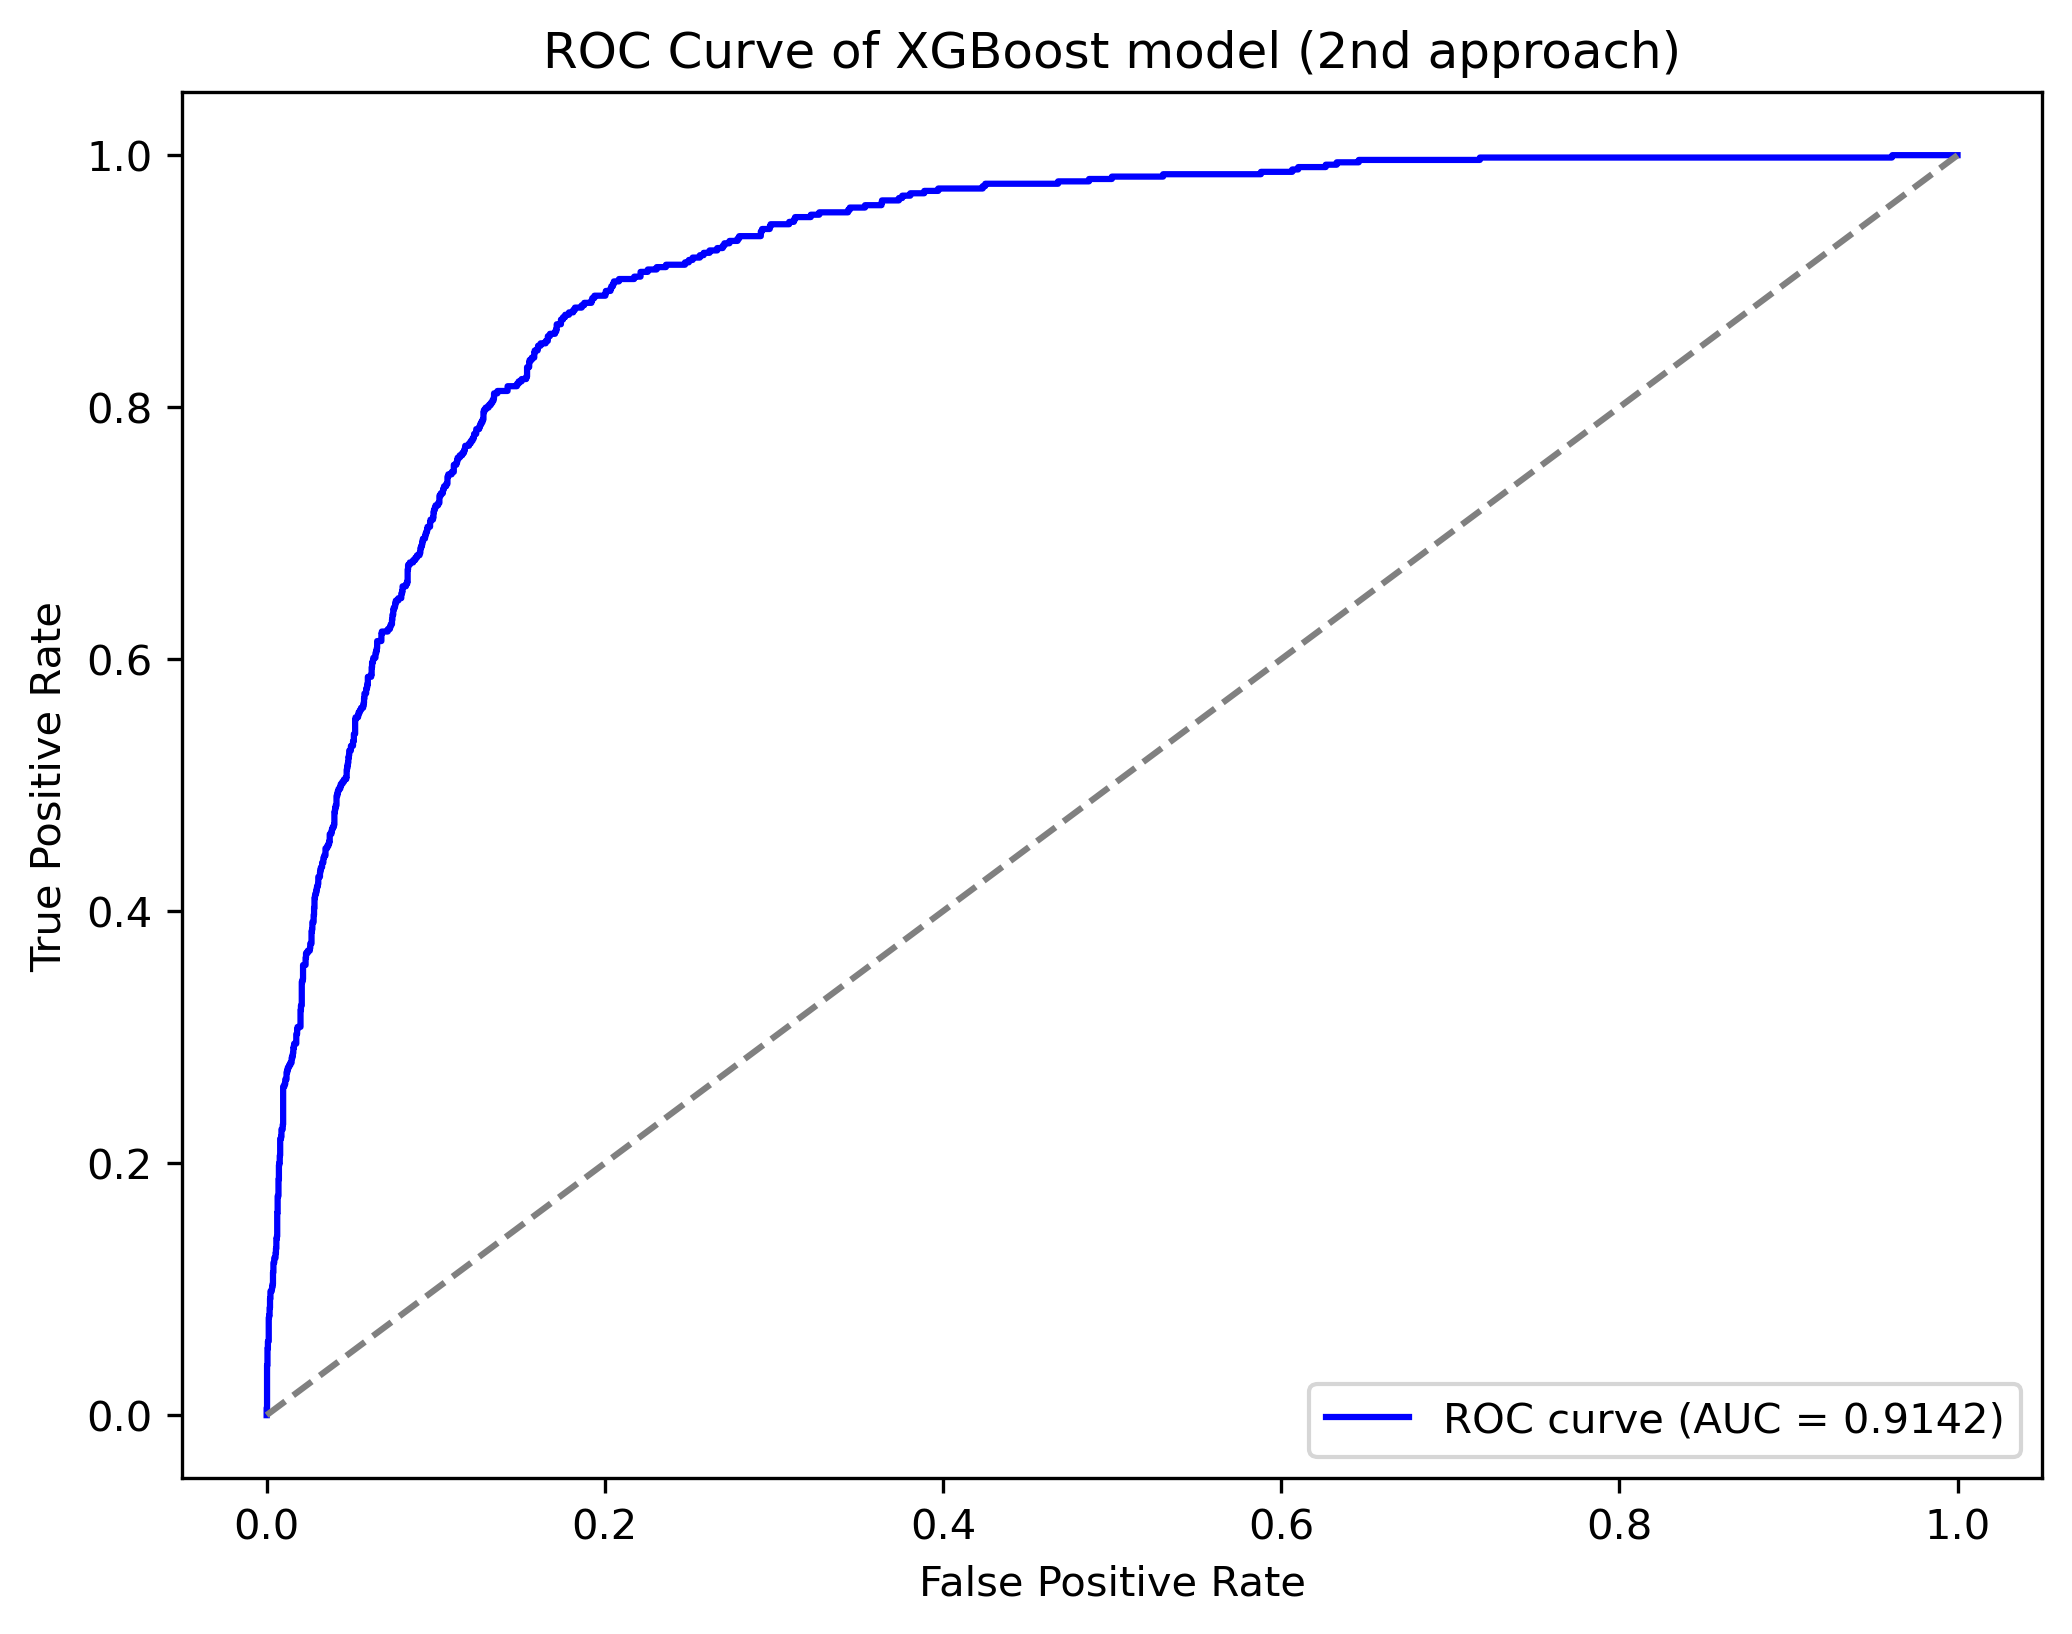 ROC Curve of XGBoost model (2nd approach)
True Positive Rate
1.0
0.8
0.6
0.4
0.2
0.0
ROC curve (AUC = 0.9142)
0.0 0.2 0.4 0.6 0.8 1.0
False Positive Rate